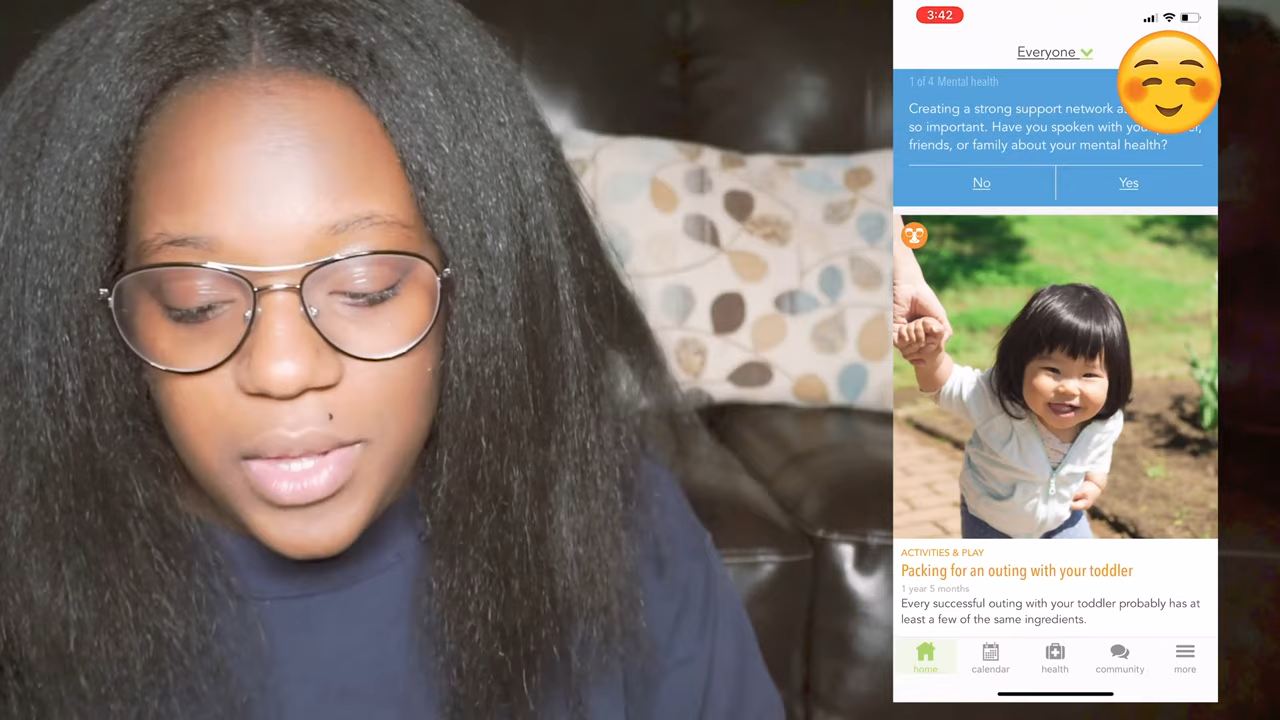 3:42
Everyone
1 of 4 Mental health
Creating a strong support network
so important. Have you spoken with
friends, or family about your mental health?
No
Yes
ACTIVITIES & PLAY
Packing for an outing with your toddler
1 year 5 months
Every successful outing with your toddler probably has at
least a few of the same ingredients.
home
calendar
health
community
more